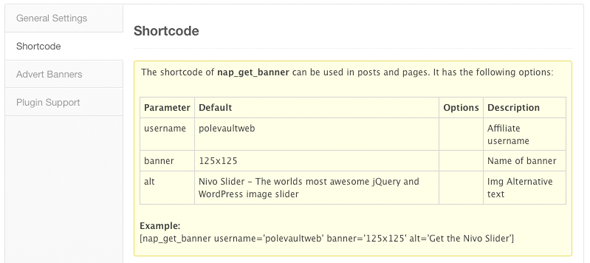 General Settings
Shortcode
Advert Banners
Plugin Support
Shortcode
The shortcode of nap_get_banner can be used in posts and pages. It has the following options:
Parameter Default Options Description
username polevaultweb Affiliate
username
banner 125x125 Name of banner
alt Nivo Slider - The worlds most awesome jQuery and Img Alternative
WordPress image slider text
Example:
[nap_get_banner username='polevaultweb' banner='125x125' alt='Get the Nivo Slider']